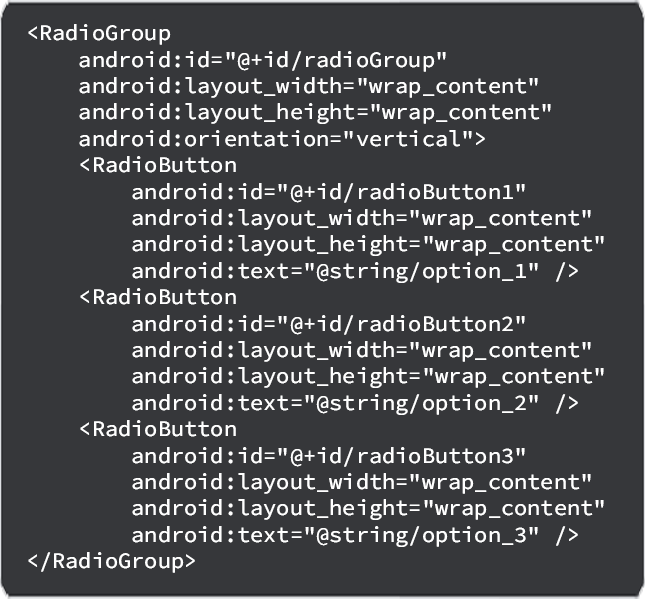 <RadioGroup
    android:id="@+id/radioGroup"
    android:layout_width="wrap_content"
    android:layout_height="wrap_content"
    android:orientation="vertical">
    <RadioButton
        android:id="@+id/radioButton1"
        android:layout_width="wrap_content"
        android:layout_height="wrap_content"
        android:text="@string/option_1" />
    <RadioButton
        android:id="@+id/radioButton2"
        android:layout_width="wrap_content"
        android:layout_height="wrap_content"
        android:text="@string/option_2" />
    <RadioButton
        android:id="@+id/radioButton3"
        android:layout_width="wrap_content"
        android:layout_height="wrap_content"
        android:text="@string/option_3" />
</RadioGroup>